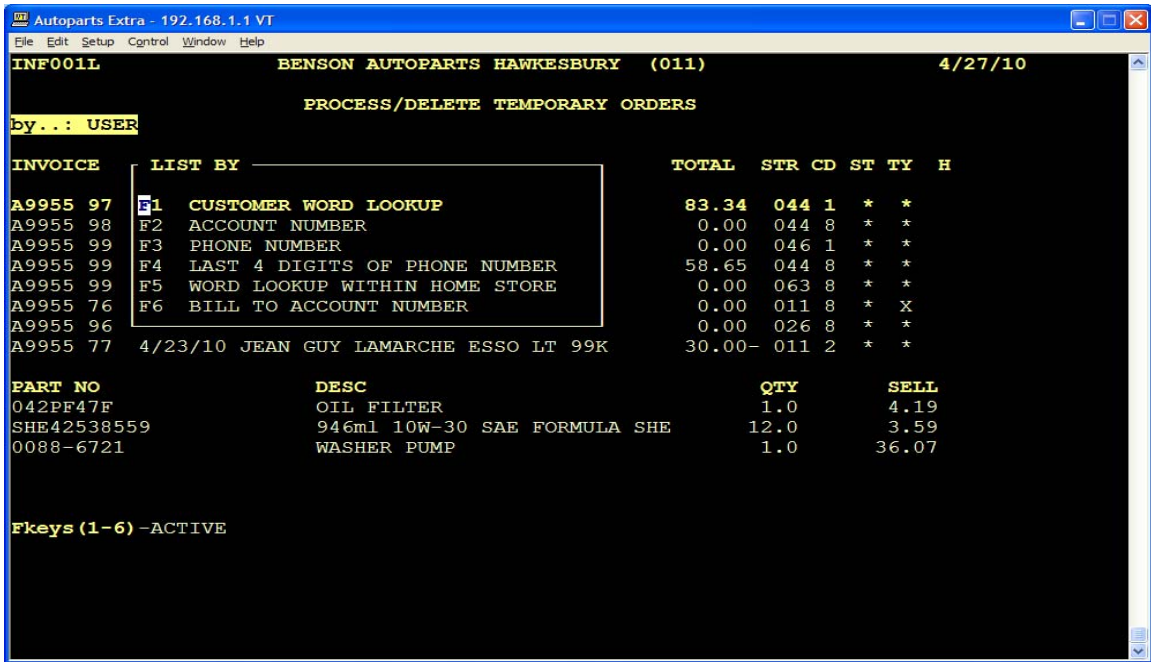 Autoparts Extra - 192.168.1.1 VT
File Edit Setup Control Window Help
INF001L BENSON AUTOPARTS HAWKESBURY (011) 4/27/10
PROCESS/DELETE TEMPORARY ORDERS
by..: USER
INVOICE LIST BY TOTAL STR CD ST TY H
A9955 97 F1 CUSTOMER WORD LOOKUP 83.34 044 1 * *
A9955 98 F2 ACCOUNT NUMBER 0.00 044 8 * *
A9955 99 F3 PHONE NUMBER 0.00 046 1 * *
A9955 99 F4 LAST 4 DIGITS OF PHONE NUMBER 58.65 044 8 * *
A9955 99 F5 WORD LOOKUP WITHIN HOME STORE 0.00 063 8 * *
A9955 76 F6 BILL TO ACCOUNT NUMBER 0.00 011 8 * X
A9955 96 0.00 026 8 * *
A9955 77 4/23/10 JEAN GUY LAMARCHE ESSO LT 99K 30.00- 011 2 * *
PART NO DESC QTY SELL
042PF47F OIL FILTER 1.0 4.19
SHE42538559 946ml 10W-30 SAE FORMULA SHE 12.0 3.59
0088-6721 WASHER PUMP 1.0 36.07
Fkeys(1-6)-ACTIVE